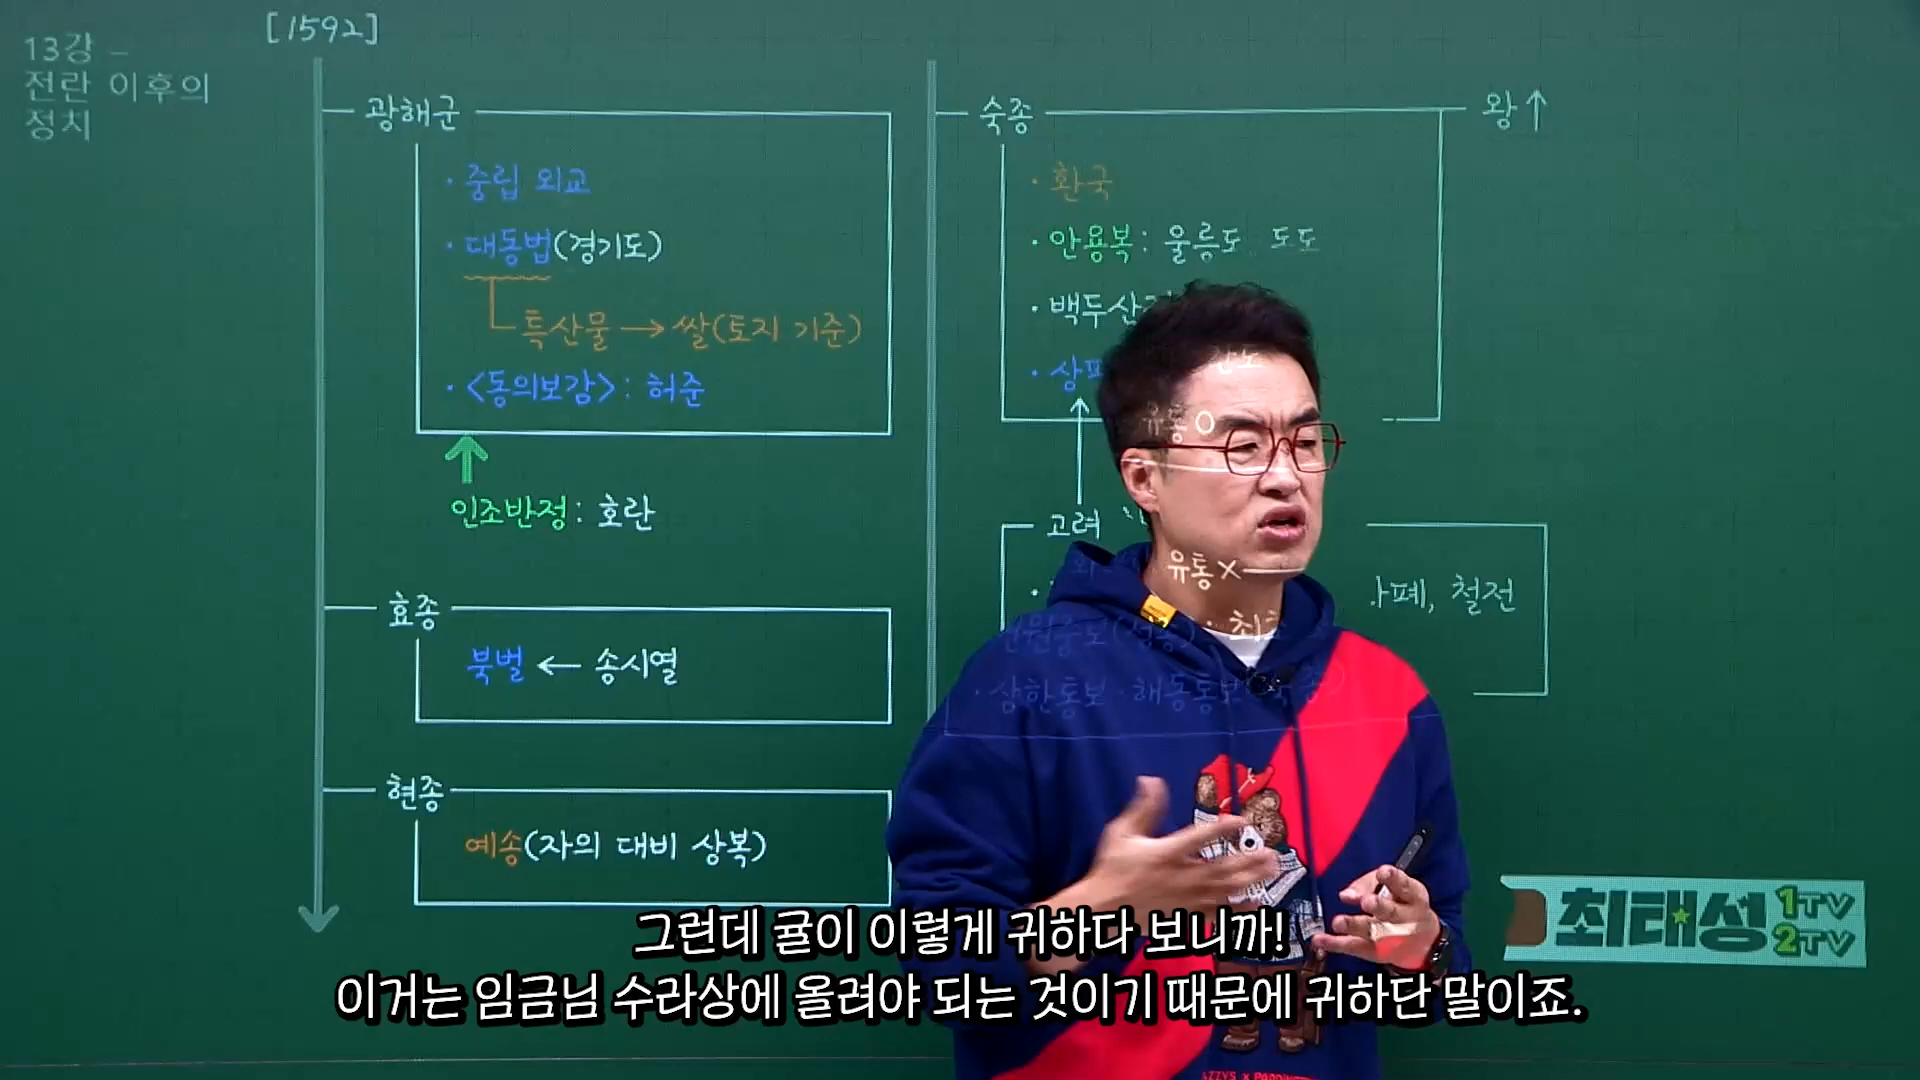 13강 –
전란 이후의
정치
[1592]
광해군
· 중립 외교
· 대동법(경기도)
특산물 → 쌀(토지 기준)
· <동의보감> : 허준
인조반정 : 호란
효종
북벌 ← 송시열
현종
예송(자의 대비 상복)
숙종
왕↑
· 환국
· 안용복 : 울릉도 독도
· 백두산
· 상평
유통○
고려
유통×
철전
· 삼한통보·해동통보(숙종)
최태성 1TV
2TV
그런데 귤이 이렇게 귀하다 보니까!
이거는 임금님 수라상에 올려야 되는 것이기 때문에 귀하단 말이죠.